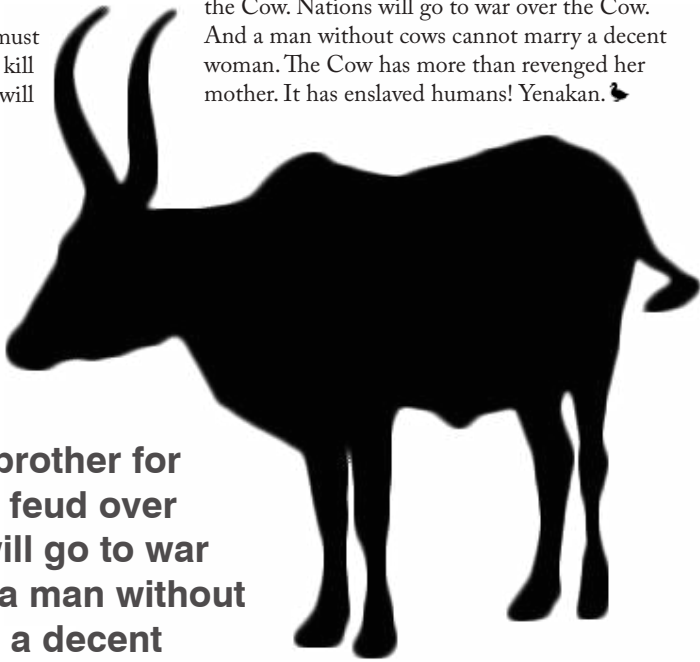 must
kill
will
the Cow. Nations will go to war over the Cow.
And a man without cows cannot marry a decent
woman. The Cow has more than revenged her
mother. It has enslaved humans! Yenakan.
brother for
feud over
will go to war
a man without
a decent